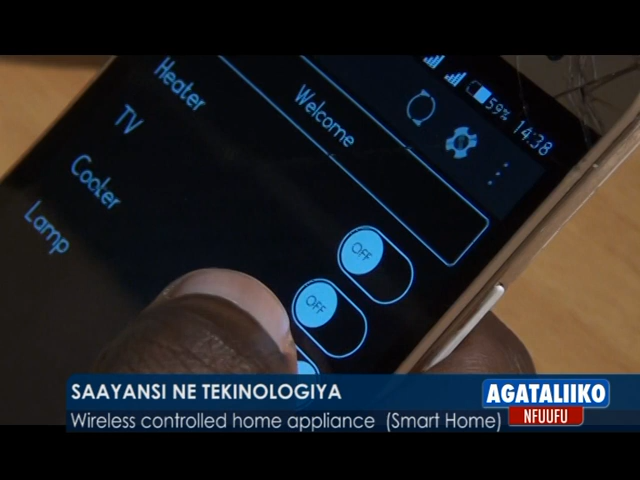 59% 14:38
Welcome
Heater
TV
Cooker
Lamp
OFF
OFF
SAAYANSI NE TEKINOLOGIYA
Wireless controlled home appliance (Smart Home)
AGATALIIKO
NFUUFU